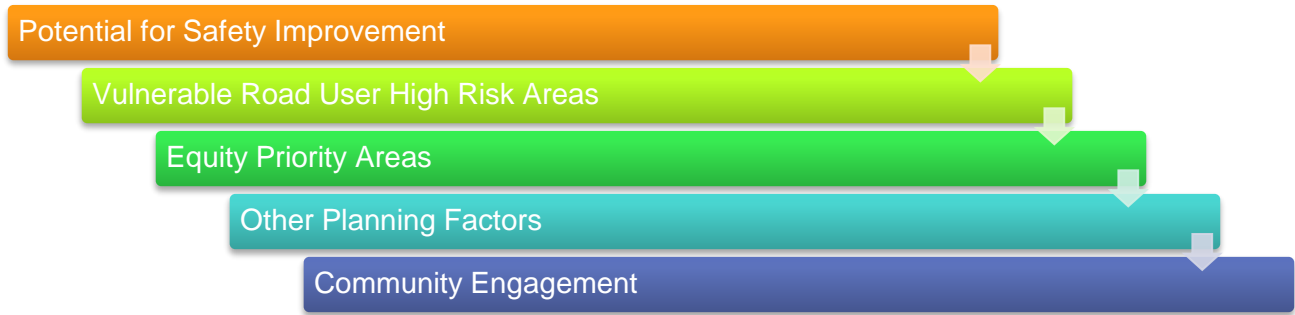 Potential for Safety Improvement
Vulnerable Road User High Risk Areas
Equity Priority Areas
Other Planning Factors
Community Engagement